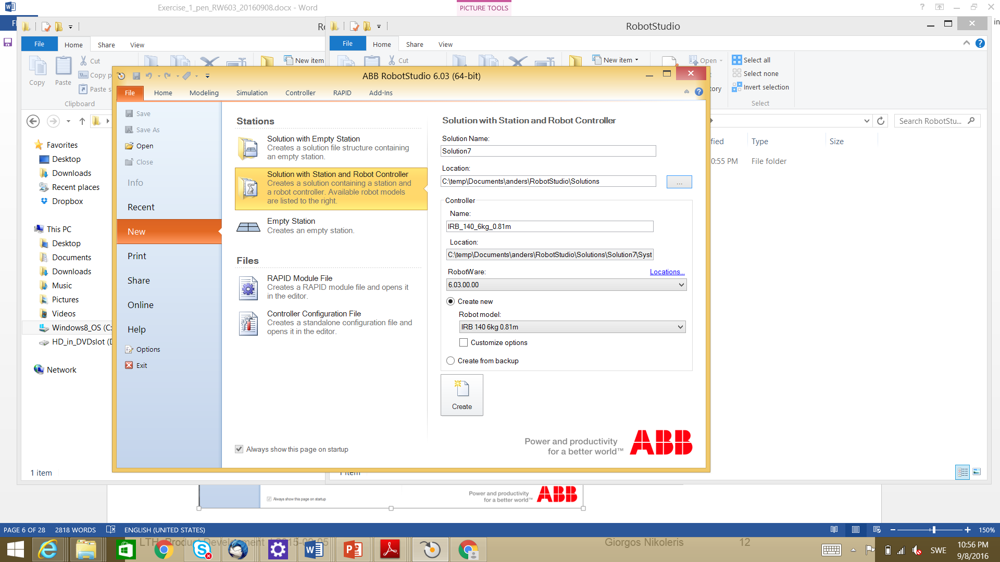 Exercise_1_pen_RW603_20160908.docx - Word
PICTURE TOOLS
RobotStudio
File
Home
Share
View
File
Home
Share
View
Copy
Paste
Cut
Copy p
Paste s
Clipboard
New item
Cut
New item
Open
Select all
Select none
Invert selection
Select
Search RobotStu...
Type
Size
0:55 PM
File folder
Favorites
Desktop
Downloads
Recent places
Dropbox
This PC
Desktop
Documents
Downloads
Music
Pictures
Videos
Windows8_OS (C:
HD_in_DVDslot (D
Network
1 item
ABB RobotStudio 6.03 (64-bit)
File
Home
Modeling
Simulation
Controller
RAPID
Add-Ins
Save
Save As
Open
Close
Info
Recent
New
Print
Share
Online
Help
Options
Exit
Stations
Solution with Empty Station
Creates a solution file structure containing
an empty station.
Solution with Station and Robot Controller
Creates a solution containing a station and
a robot controller. Available robot models
are listed to the right.
Empty Station
Creates an empty station.
Files
RAPID Module File
Creates a RAPID module file and opens it
in the editor.
Controller Configuration File
Creates a standalone configuration file and
opens it in the editor.
Always show this page on startup
Solution with Station and Robot Controller
Solution Name:
Solution7
Location:
C:\temp\Documents\anders\RobotStudio\Solutions
...
Controller
Name:
IRB_140_6kg_0.81m
Location:
C:\temp\Documents\anders\RobotStudio\Solutions\Solution7\Syst
RobotWare:
Locations...
6.03.00.00
Create new
Robot model:
IRB 140 6kg 0.81m
Customize options
Create from backup
Create
Power and productivity
for a better world™
ABB
Always show this page on startup
Power and productivity
for a better world™
ABB
PAGE 6 OF 28
2818 WORDS
ENGLISH (UNITED STATES)
150%
Giorgos Nikoleris
12
SWE
10:56 PM
9/8/2016